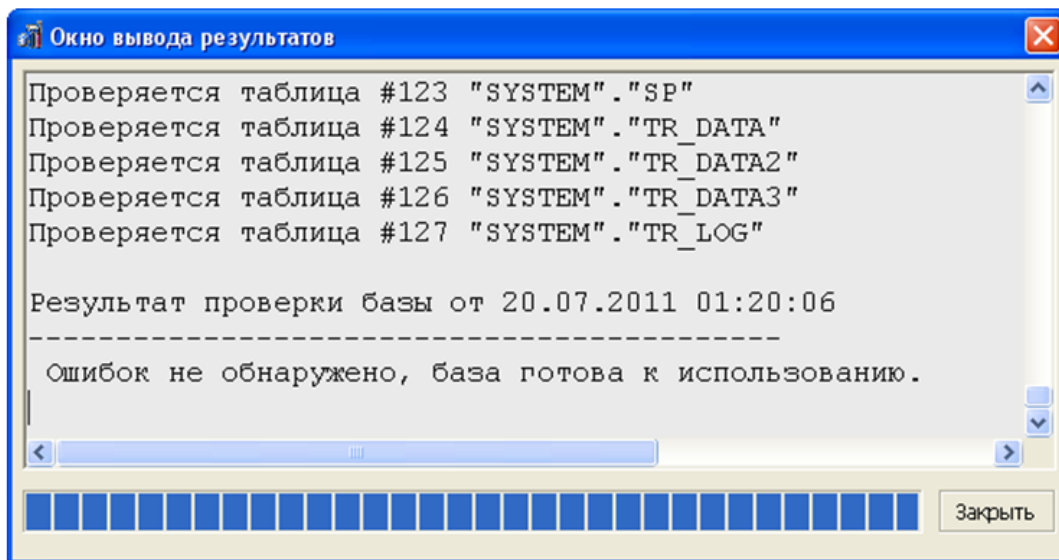 Окно вывода результатов
Проверяется таблица #123 "SYSTEM"."SP"
Проверяется таблица #124 "SYSTEM"."TR_DATA"
Проверяется таблица #125 "SYSTEM"."TR_DATA2"
Проверяется таблица #126 "SYSTEM"."TR_DATA3"
Проверяется таблица #127 "SYSTEM"."TR_LOG"
Результат проверки базы от 20.07.2011 01:20:06
-------------------------------------------
Ошибок не обнаружено, база готова к использованию.
Закрыть